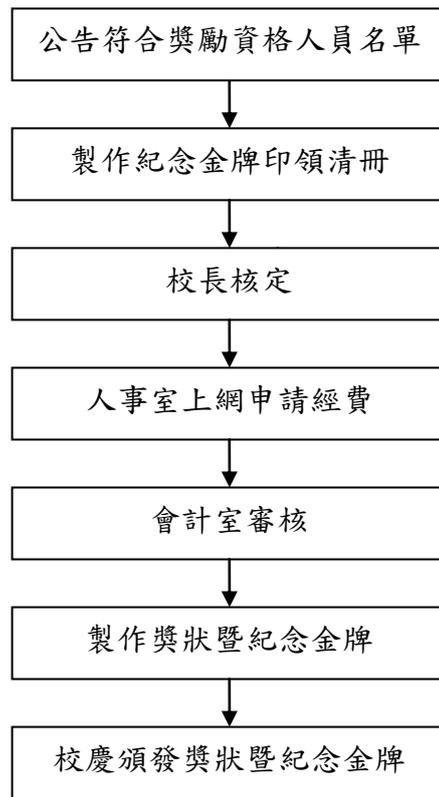 公告符合獎勵資格人員名單
製作紀念金牌印領清冊
校長核定
人事室上網申請經費
會計室審核
製作獎狀暨紀念金牌
校慶頒發獎狀暨紀念金牌